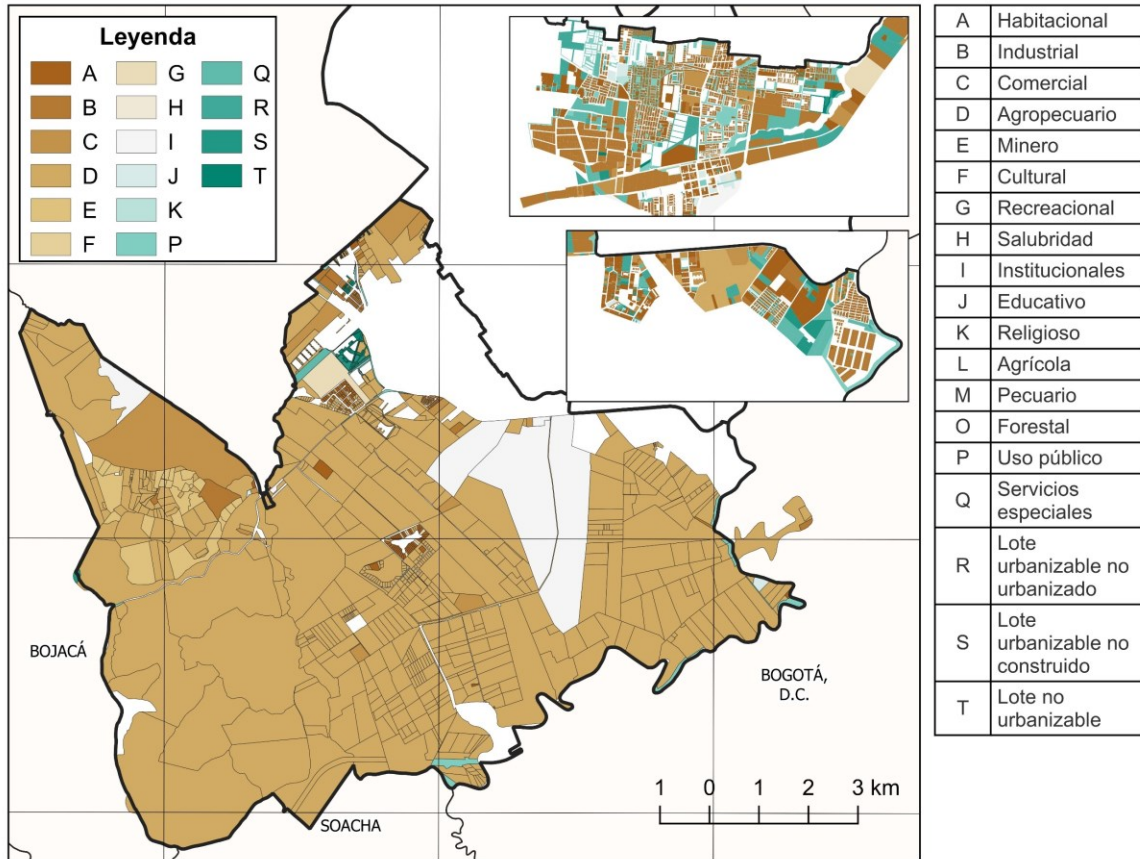 Leyenda
A G Q
B H R
C I S
D J T
E K
F P
BOJACÁ
SOACHA
BOGOTÁ,
D.C.
1 0 1 2 3 km
A Habitacional
B Industrial
C Comercial
D Agropecuario
E Minero
F Cultural
G Recreacional
H Salubridad
I Institucionales
J Educativo
K Religioso
L Agrícola
M Pecuario
O Forestal
P Uso público
Q Servicios
especiales
R Lote
urbanizable no
urbanizado
S Lote
urbanizable no
construido
T Lote no
urbanizable